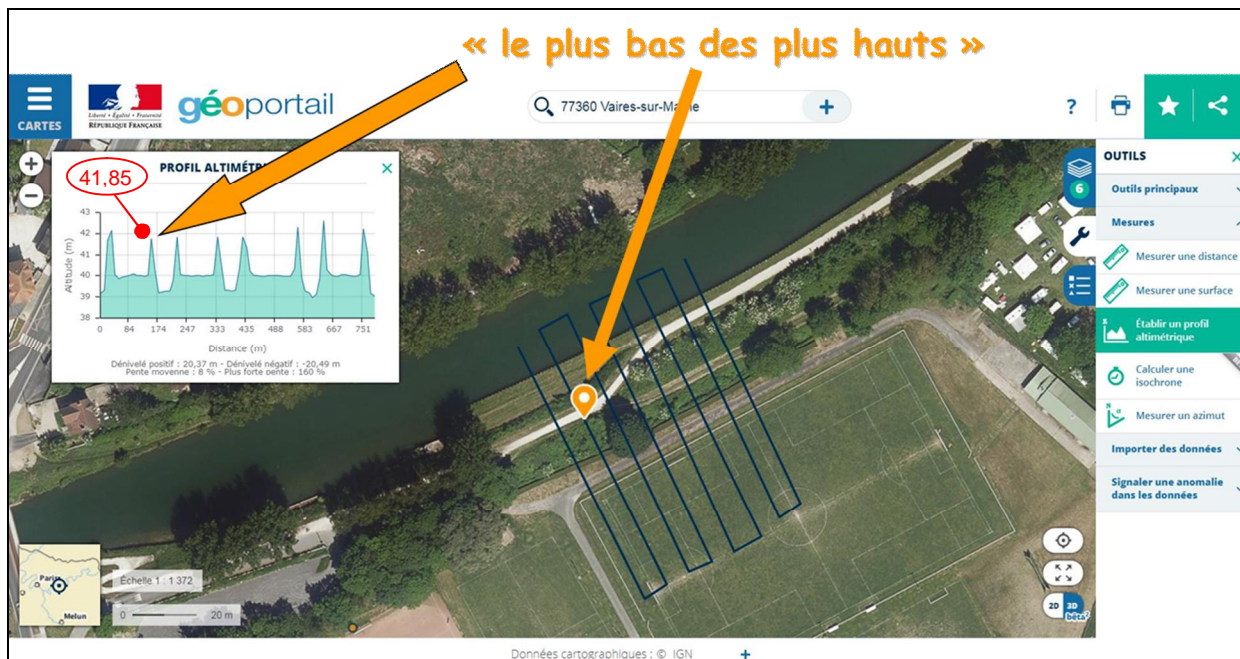 « le plus bas des plus hauts »
CARTES
Liberté • Égalité • Fraternité
RÉPUBLIQUE FRANÇAISE
géoportail
77360 Vaires-sur-Marne
+
?
+
−
PROFIL ALTIMÉTRI
41,85
Altitude (m)
43
42
41
40
39
38
0 84 174 247 333 435 488 583 667 751
Distance (m)
Dénivelé positif : 20,37 m - Dénivelé négatif : -20,49 m
Pente moyenne : 8 % - Plus forte pente : 160 %
6
OUTILS
Outils principaux
Mesures
Mesurer une distance
Mesurer une surface
Établir un profil
altimétrique
Calculer une
isochrone
Mesurer un azimut
Importer des données
Signaler une anomalie
dans les données
Paris
Melun
Échelle 1 : 1 372
0 20 m
2D 3D
bêta
Données cartographiques : © IGN +